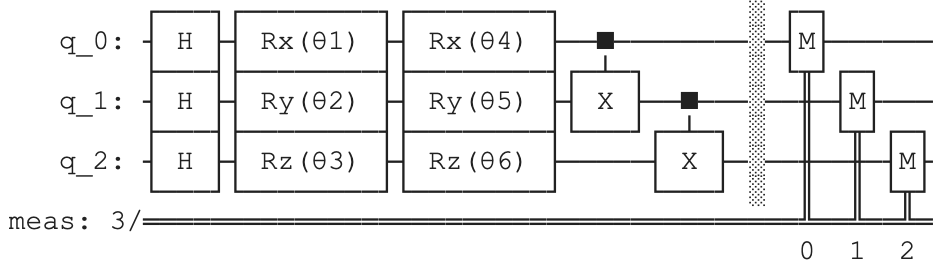 q_0: H Rx(θ1) Rx(θ4) M
q_1: H Ry(θ2) Ry(θ5) X M
q_2: H Rz(θ3) Rz(θ6) X M
meas: 3/
0 1 2